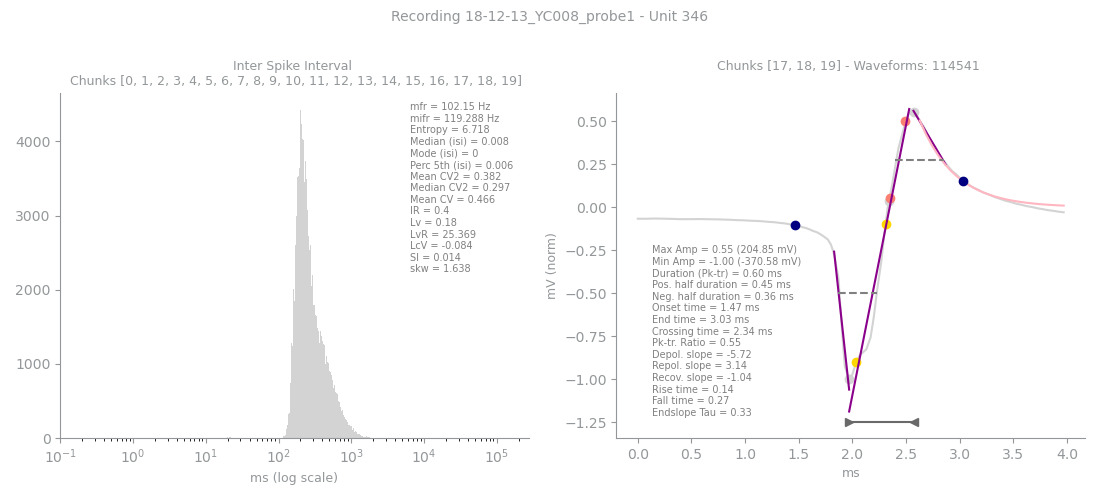 Recording 18-12-13_YC008_probe1 - Unit 346
Inter Spike Interval
Chunks [0, 1, 2, 3, 4, 5, 6, 7, 8, 9, 10, 11, 12, 13, 14, 15, 16, 17, 18, 19]
mfr = 102.15 Hz
mifr = 119.288 Hz
Entropy = 6.718
Median (isi) = 0.008
Mode (isi) = 0
Perc 5th (isi) = 0.006
Mean CV2 = 0.382
Median CV2 = 0.297
Mean CV = 0.466
IR = 0.4
Lv = 0.18
LvR = 25.369
LcV = -0.084
SI = 0.014
skw = 1.638
4000
3000
2000
1000
0
10⁻¹ 10⁰ 10¹ 10² 10³ 10⁴ 10⁵
ms (log scale)
Chunks [17, 18, 19] - Waveforms: 114541
mV (norm)
0.50
0.25
0.00
−0.25
−0.50
−0.75
−1.00
−1.25
Max Amp = 0.55 (204.85 mV)
Min Amp = -1.00 (-370.58 mV)
Duration (Pk-tr) = 0.60 ms
Pos. half duration = 0.45 ms
Neg. half duration = 0.36 ms
Onset time = 1.47 ms
End time = 3.03 ms
Crossing time = 2.34 ms
Pk-tr. Ratio = 0.55
Depol. slope = -5.72
Repol. slope = 3.14
Recov. slope = -1.04
Rise time = 0.14
Fall time = 0.27
Endslope Tau = 0.33
0.0 0.5 1.0 1.5 2.0 2.5 3.0 3.5 4.0
ms